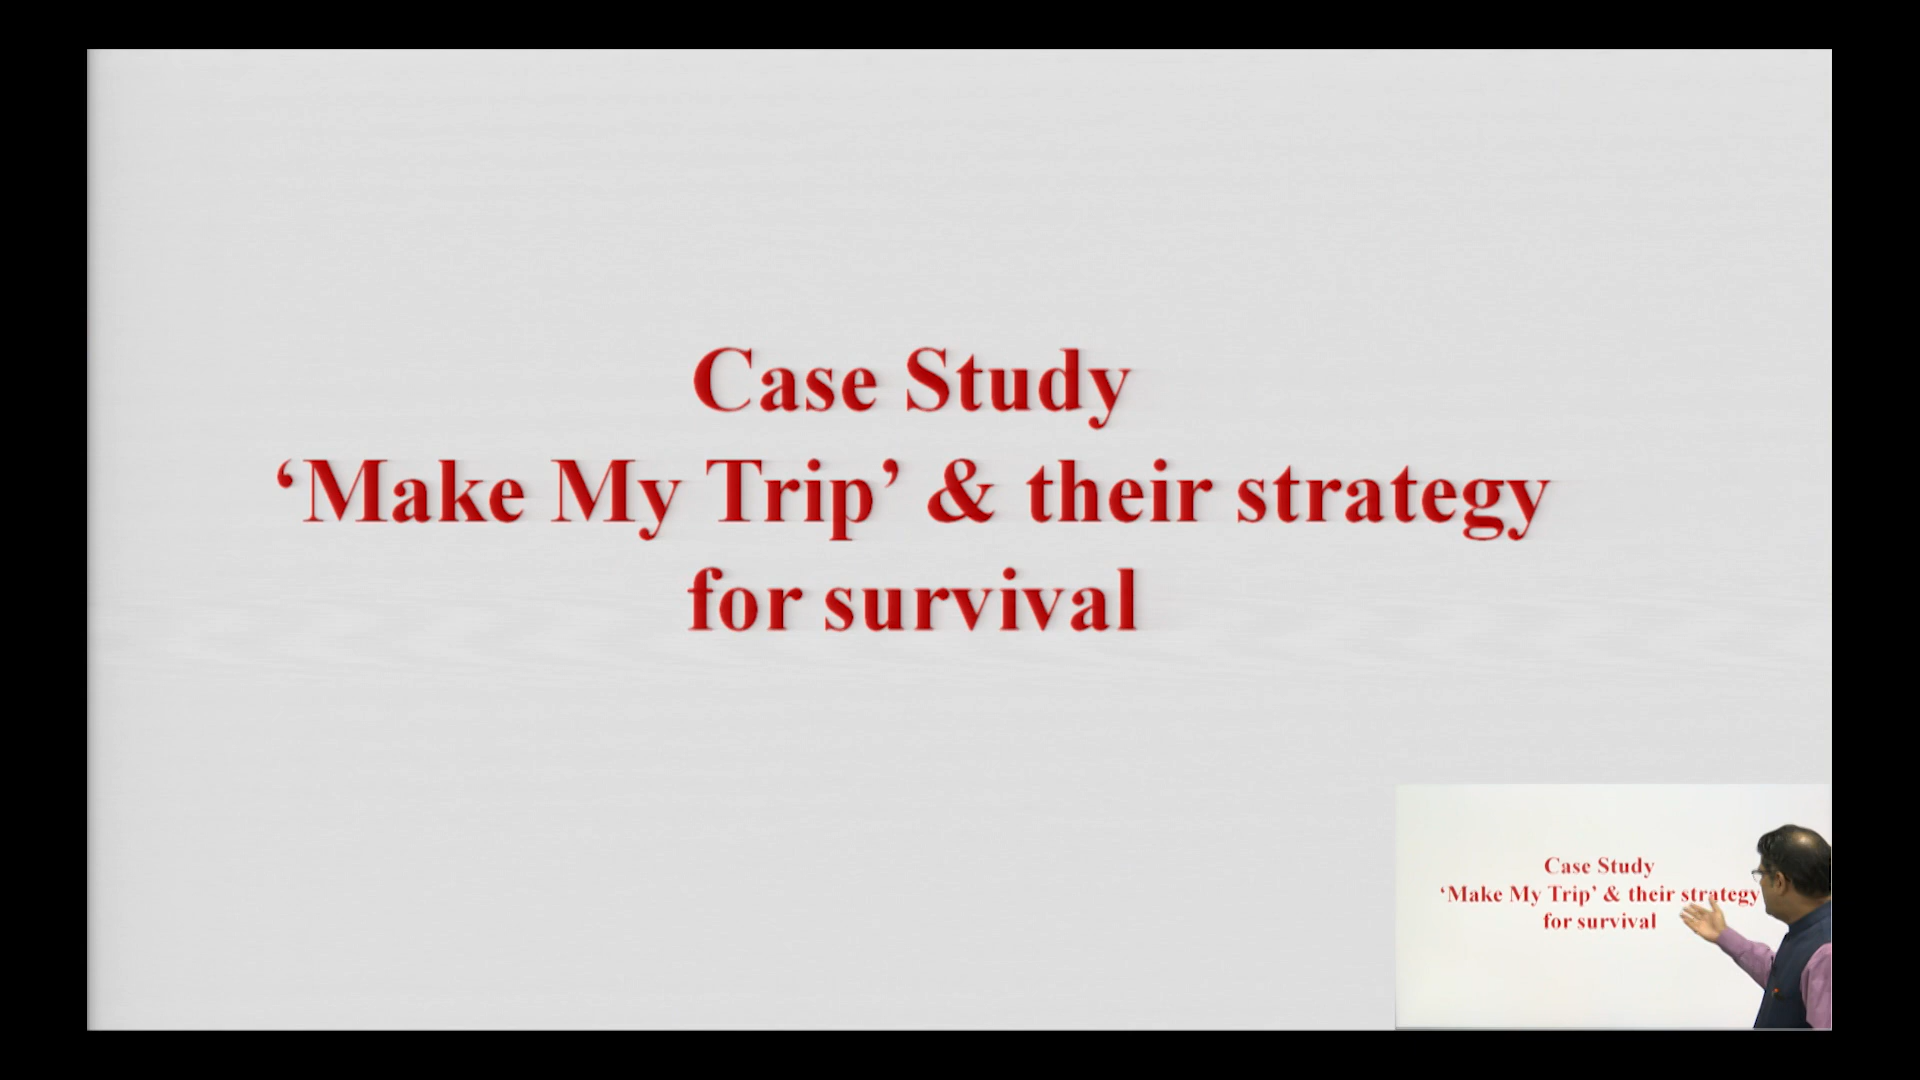 Case Study
‘Make My Trip’ & their strategy
for survival
Case Study
‘Make My Trip’ & their strategy
for survival